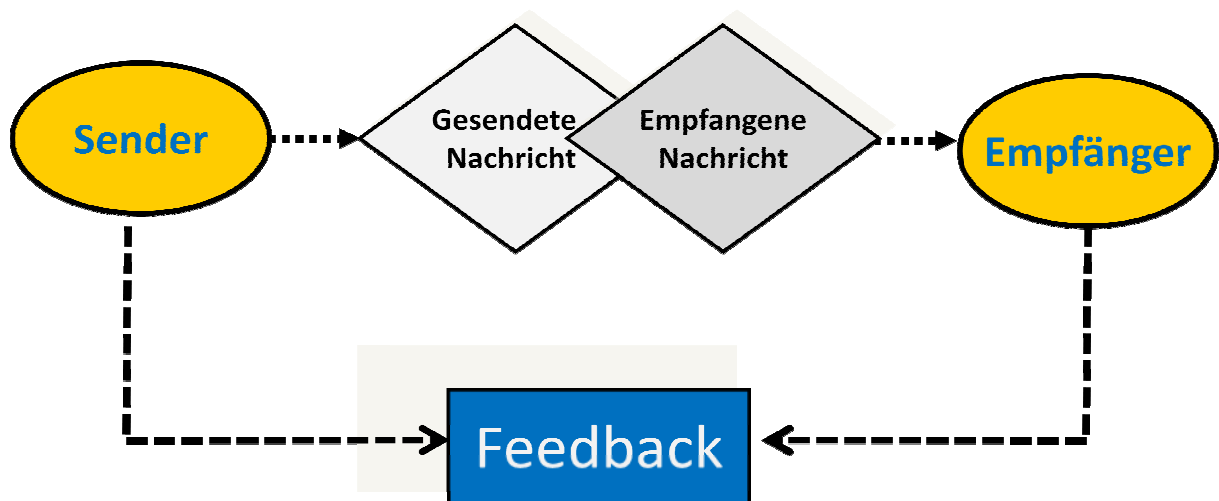 Sender
Gesendete
Nachricht
Empfangene
Nachricht
Empfänger
Feedback